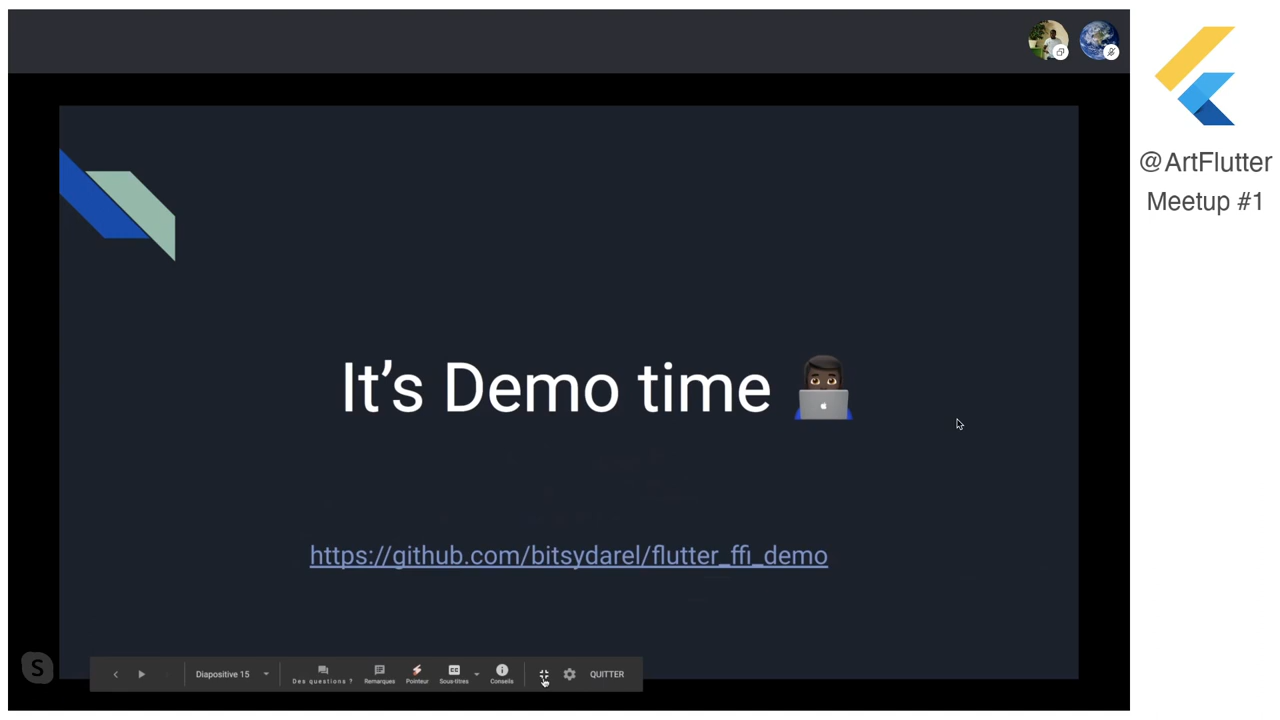 @ArtFlutter
Meetup #1
It’s Demo time
https://github.com/bitsydarel/flutter_ffi_demo
S
Diapositive 15
Des questions ?
Remarques
Pointeur
CC
Sous-titres
Conseils
QUITTER